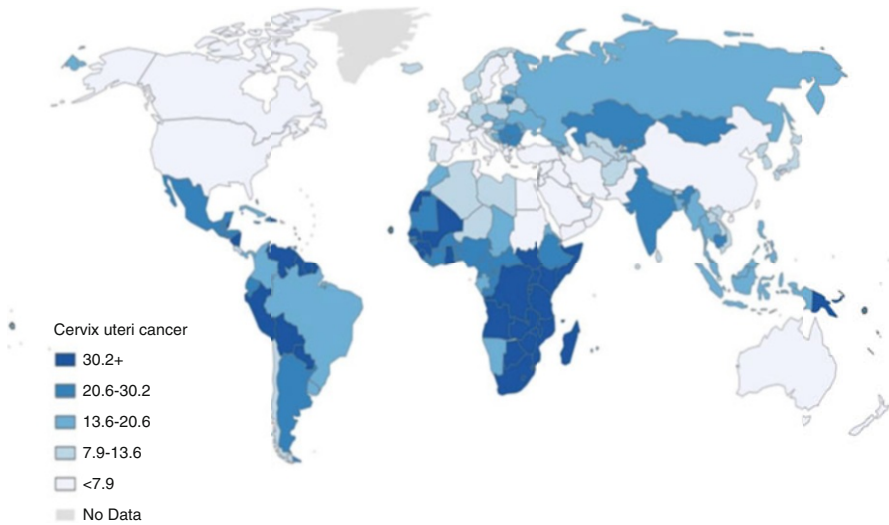 Cervix uteri cancer
30.2+
20.6-30.2
13.6-20.6
7.9-13.6
<7.9
No Data